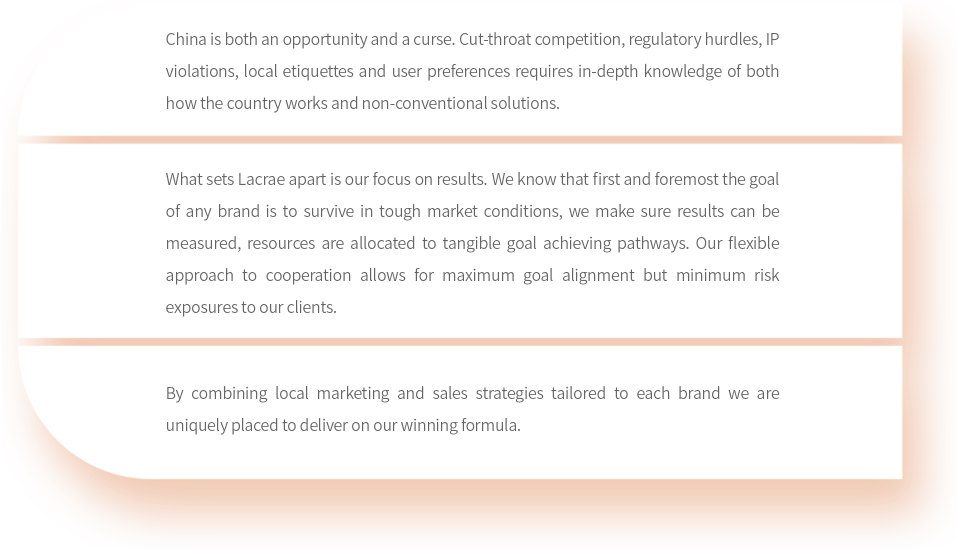 China is both an opportunity and a curse. Cut-throat competition, regulatory hurdles, IP
violations, local etiquettes and user preferences requires in-depth knowledge of both
how the country works and non-conventional solutions.
What sets Lacrae apart is our focus on results. We know that first and foremost the goal
of any brand is to survive in tough market conditions, we make sure results can be
measured, resources are allocated to tangible goal achieving pathways. Our flexible
approach to cooperation allows for maximum goal alignment but minimum risk
exposures to our clients.
By combining local marketing and sales strategies tailored to each brand we are
uniquely placed to deliver on our winning formula.